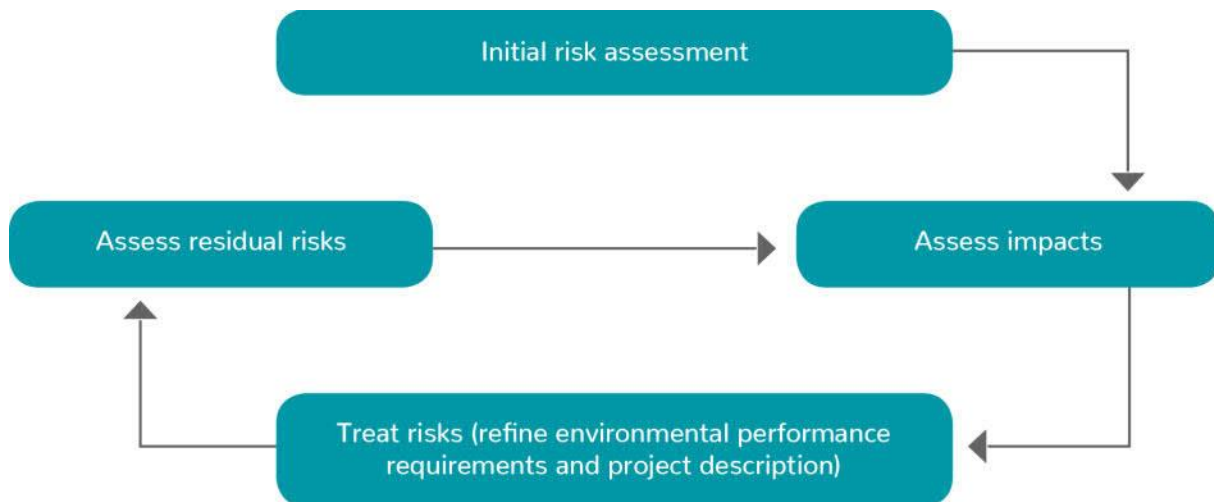 Initial risk assessment
Assess residual risks
Assess impacts
Treat risks (refine environmental performance
requirements and project description)